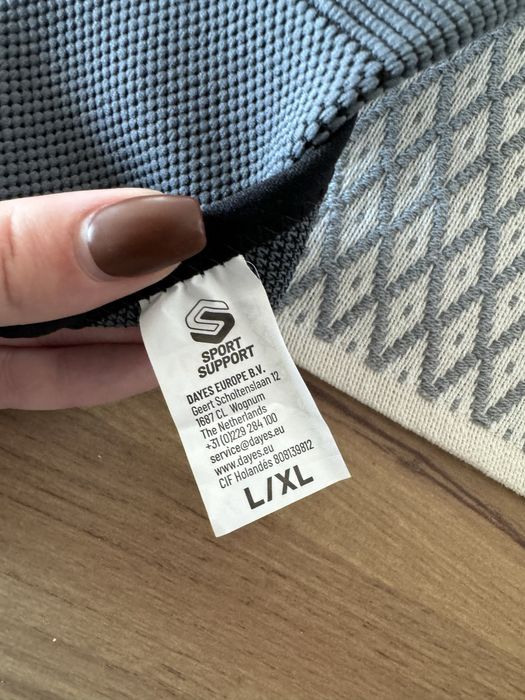 SPORT
SUPPORT
DAYES EUROPE B.V.
Geert Scholtenslaan 12
1687 CL Wognum
The Netherlands
+31(0)229 284 100
service@dayes.eu
www.dayes.eu
CIF Holandés 808139812
L/XL